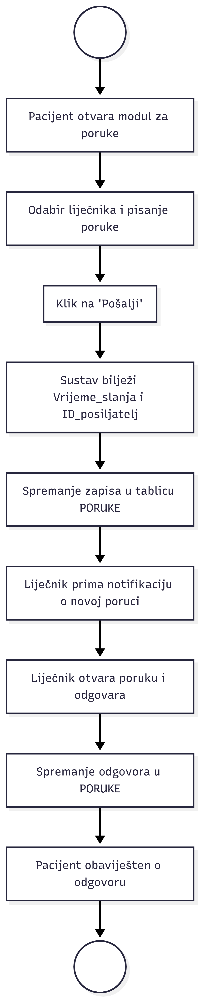 Pacijent otvara modul za
poruke
Odabir liječnika i pisanje
poruke
Klik na 'Pošalji'
Sustav bilježi
Vrijeme_slanja i
ID_posiljatelj
Spremanje zapisa u tablicu
PORUKE
Liječnik prima notifikaciju
o novoj poruci
Liječnik otvara poruku i
odgovara
Spremanje odgovora u
PORUKE
Pacijent obaviješten o
odgovoru